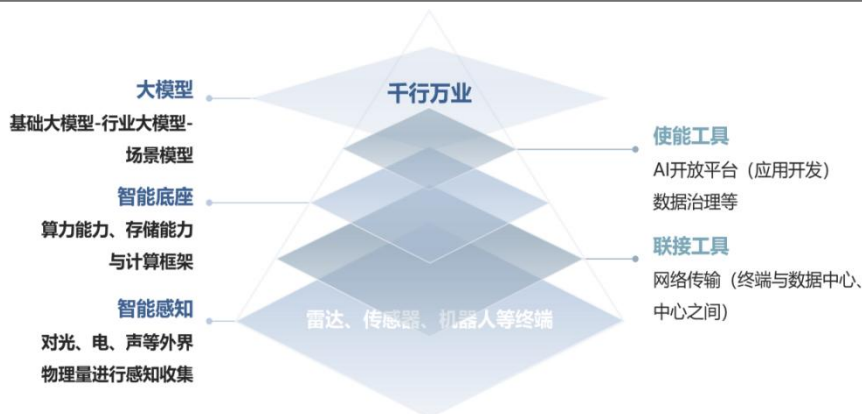 千行万业
大模型
基础大模型-行业大模型-
场景模型
使能工具
AI开放平台（应用开发）
数据治理等
智能底座
算力能力、存储能力
与计算框架
联接工具
网络传输（终端与数据中心、
中心之间）
智能感知
对光、电、声等外界
物理量进行感知收集
雷达、传感器、机器人等终端